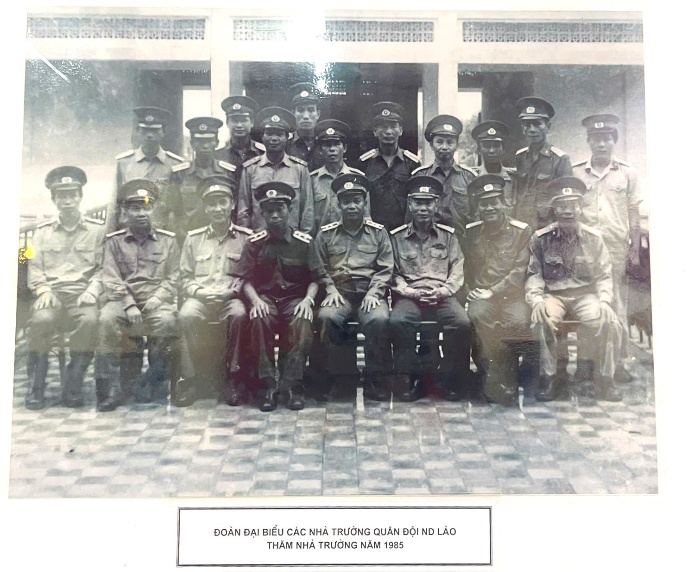 ĐOÀN ĐẠI BIỂU CÁC NHÀ TRƯỜNG QUÂN ĐỘI ND LÀO
THĂM NHÀ TRƯỜNG NĂM 1985